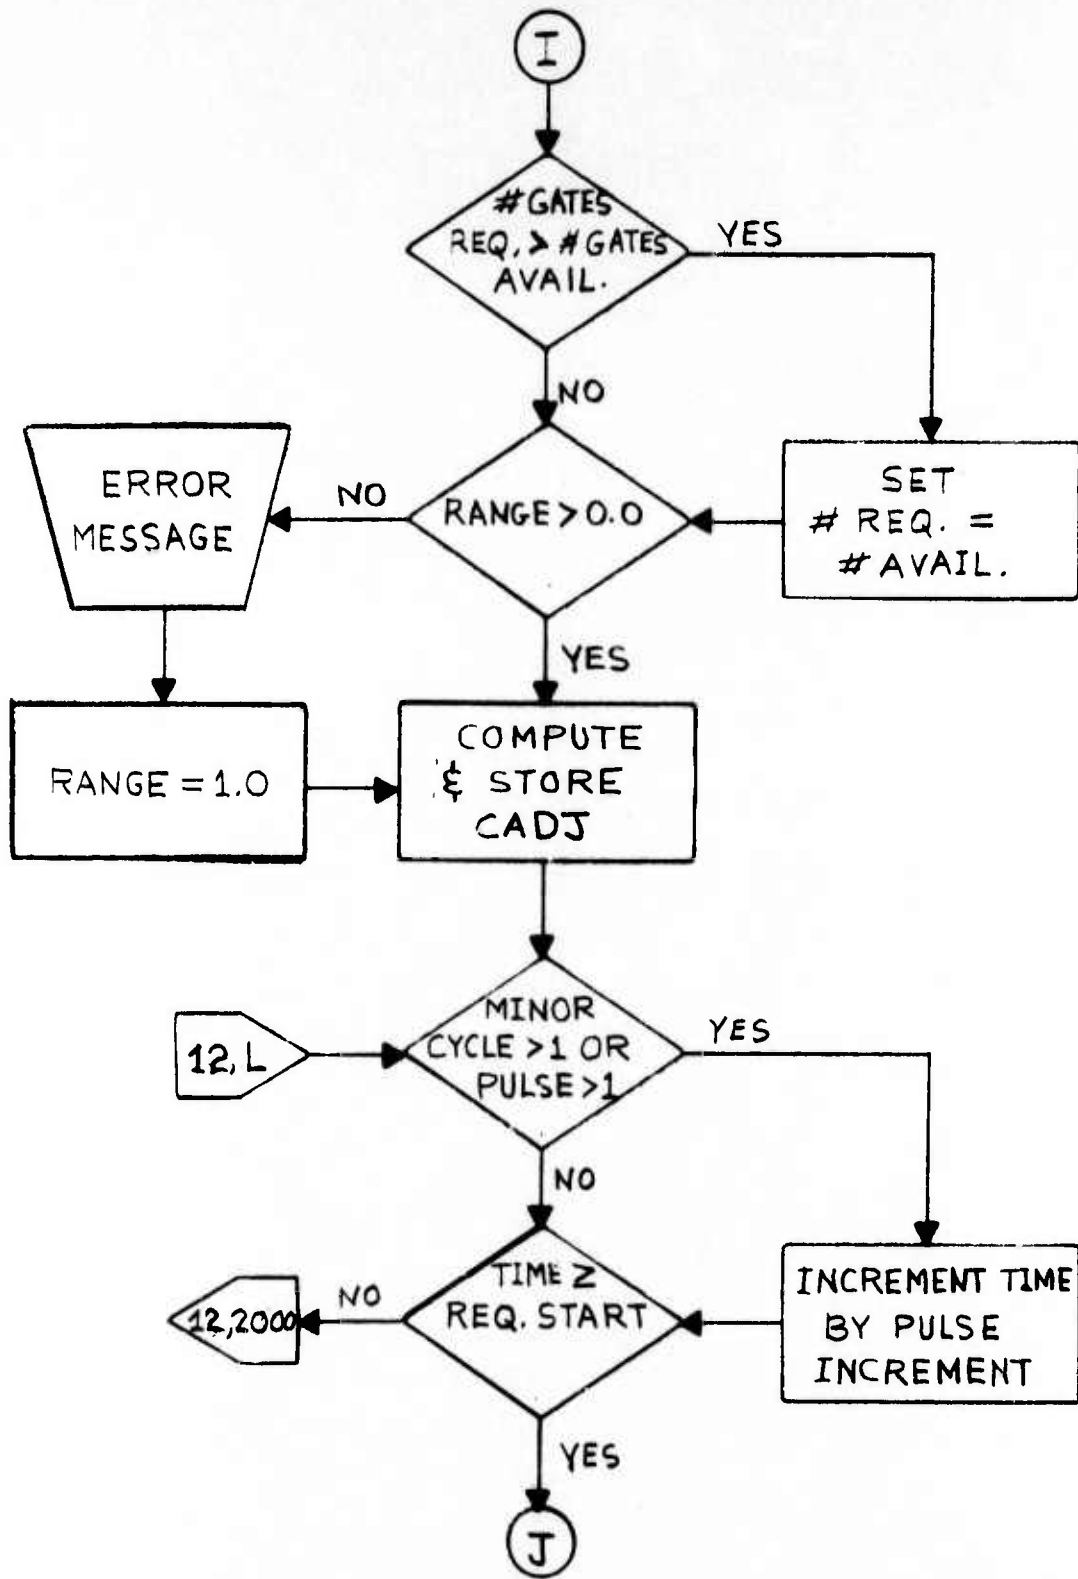 I
#GATES
REQ. > #GATES
AVAIL.
YES
NO
ERROR
MESSAGE
NO
RANGE > 0.0
SET
# REQ. =
# AVAIL.
YES
RANGE = 1.0
COMPUTE
& STORE
CADJ
12, L
MINOR
CYCLE >1 OR
PULSE >1
YES
NO
12,2000
NO
TIME ≥
REQ. START
INCREMENT TIME
BY PULSE
INCREMENT
YES
J